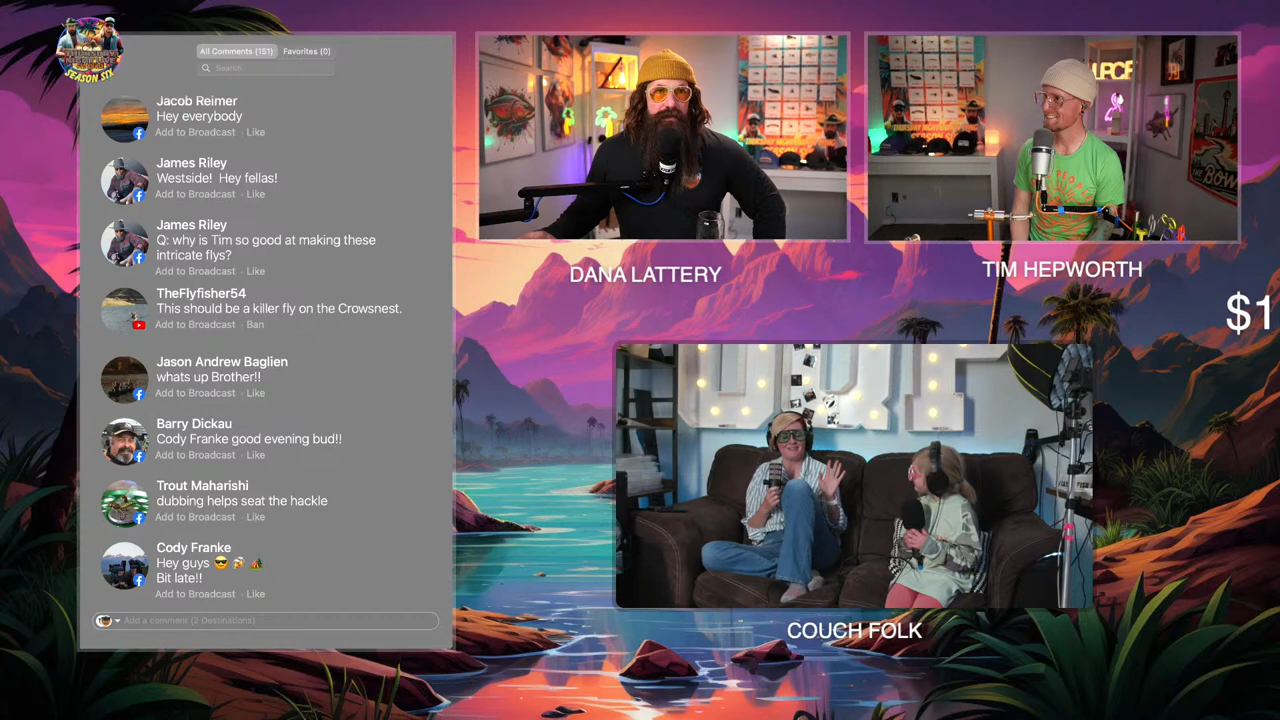 THURSDAY
NIGHT LIVE
SEASON SIX
All Comments (151) Favorites (0)
Search
Jacob Reimer
Hey everybody
Add to Broadcast · Like
James Riley
Westside! Hey fellas!
Add to Broadcast · Like
James Riley
Q: why is Tim so good at making these
intricate flys?
Add to Broadcast · Like
TheFlyfisher54
This should be a killer fly on the Crowsnest.
Add to Broadcast · Ban
Jason Andrew Baglien
whats up Brother!!
Add to Broadcast · Like
Barry Dickau
Cody Franke good evening bud!!
Add to Broadcast · Like
Trout Maharishi
dubbing helps seat the hackle
Add to Broadcast · Like
Cody Franke
Hey guys 😎 🍻 🏕️
Bit late!!
Add to Broadcast · Like
Add a comment (2 Destinations)
DANA LATTERY
TIM HEPWORTH
THE BOW
$1
COUCH FOLK